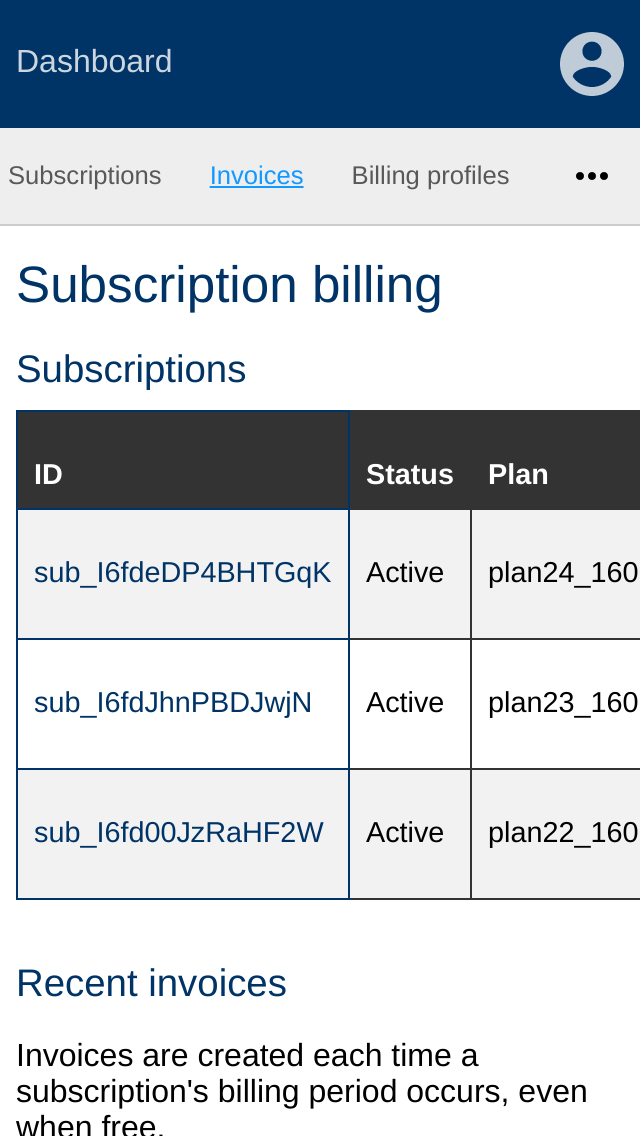 Dashboard
Subscriptions Invoices Billing profiles
Subscription billing
Subscriptions
ID Status Plan
sub_I6fdeDP4BHTGqK Active plan24_160
sub_I6fdJhnPBDJwjN Active plan23_160
sub_I6fd00JzRaHF2W Active plan22_160
Recent invoices
Invoices are created each time a
subscription's billing period occurs, even
when free.